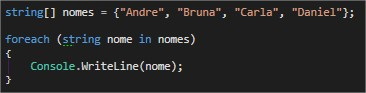 string[] nomes = {"Andre", "Bruna", "Carla", "Daniel"};
foreach (string nome in nomes)
{
    Console.WriteLine(nome);
}